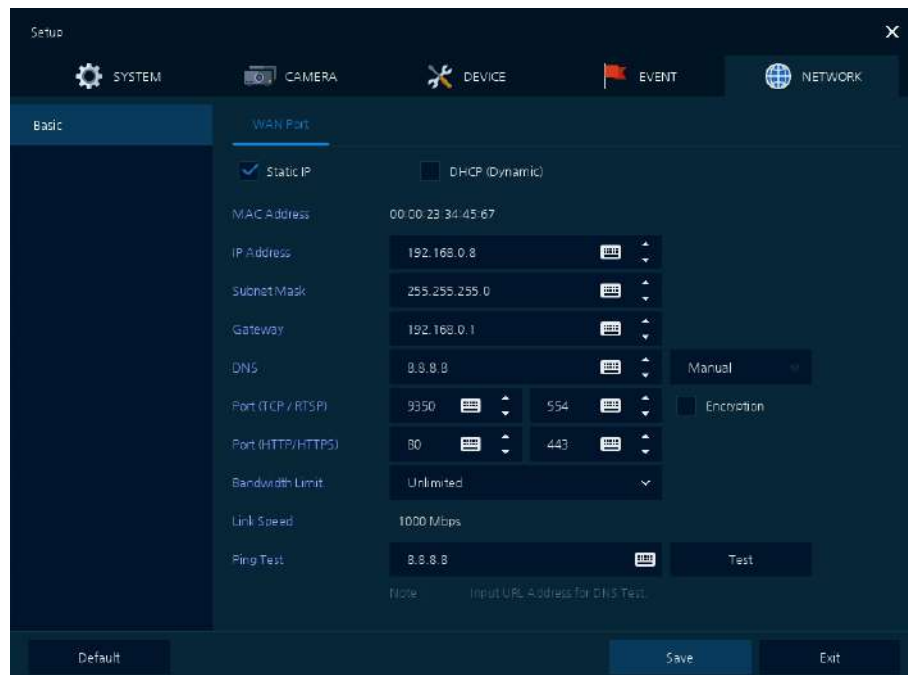 Setup
SYSTEM CAMERA DEVICE EVENT NETWORK
Basic
WAN Port
Static IP DHCP (Dynamic)
MAC Address 00:00:23:34:45:67
IP Address 192.168.0.8
Subnet Mask 255.255.255.0
Gateway 192.168.0.1
DNS 8.8.8.8 Manual
Port (TCP / RTSP) 9350 554 Encryption
Port (HTTP/HTTPS) 80 443
Bandwidth Limit Unlimited
Link Speed 1000 Mbps
Ping Test 8.8.8.8 Test
Note Input URL Address for DNS Test.
Default Save Exit